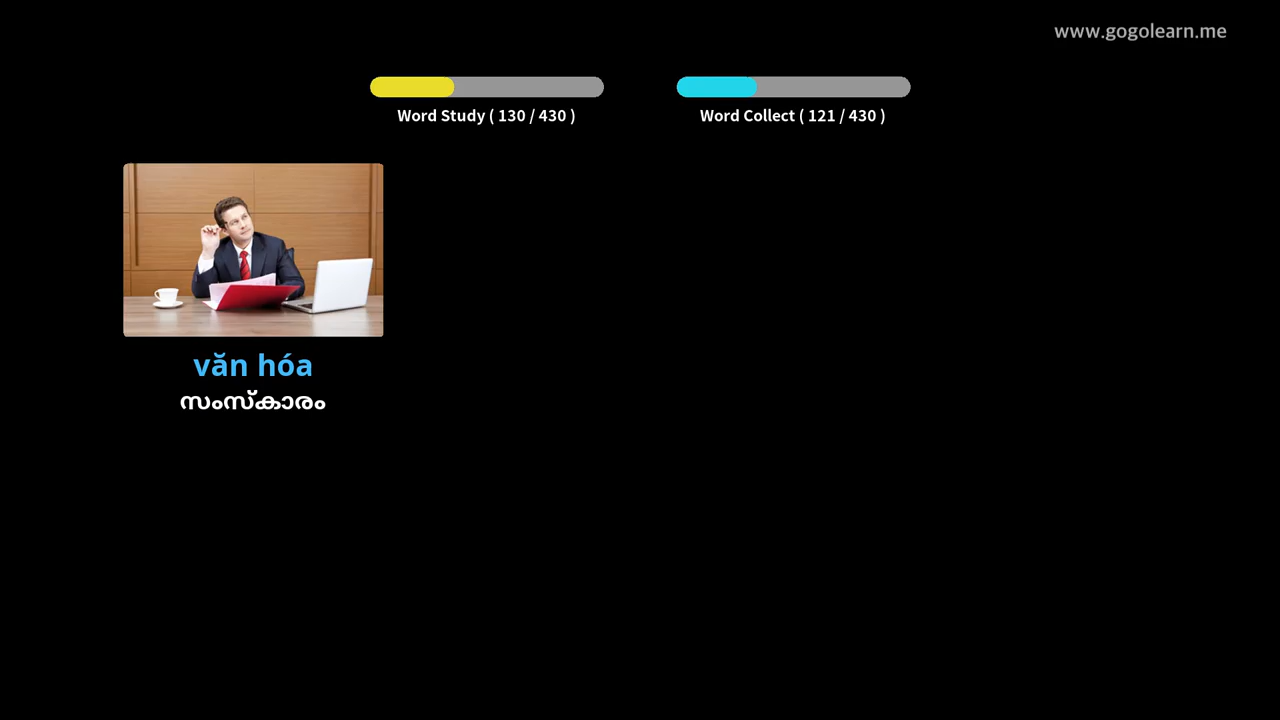 www.gogolearn.me
Word Study ( 130 / 430 )
Word Collect ( 121 / 430 )
văn hóa
സംസ്കാരം